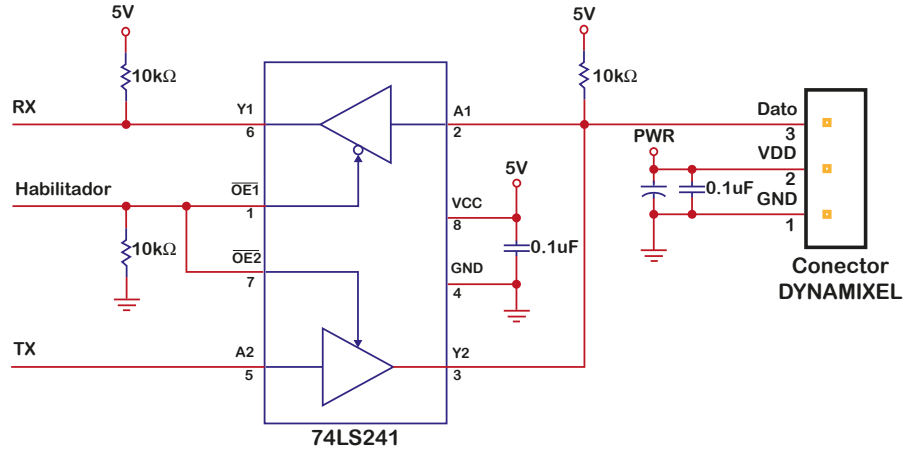 5V
10kΩ
RX
Y1
6
A1
2
5V
10kΩ
Dato
3
PWR
VDD
2
0.1uF
GND
1
Conector
DYNAMIXEL
Habilitador
OE1
1
10kΩ
OE2
7
5V
VCC
8
0.1uF
GND
4
TX
A2
5
Y2
3
74LS241